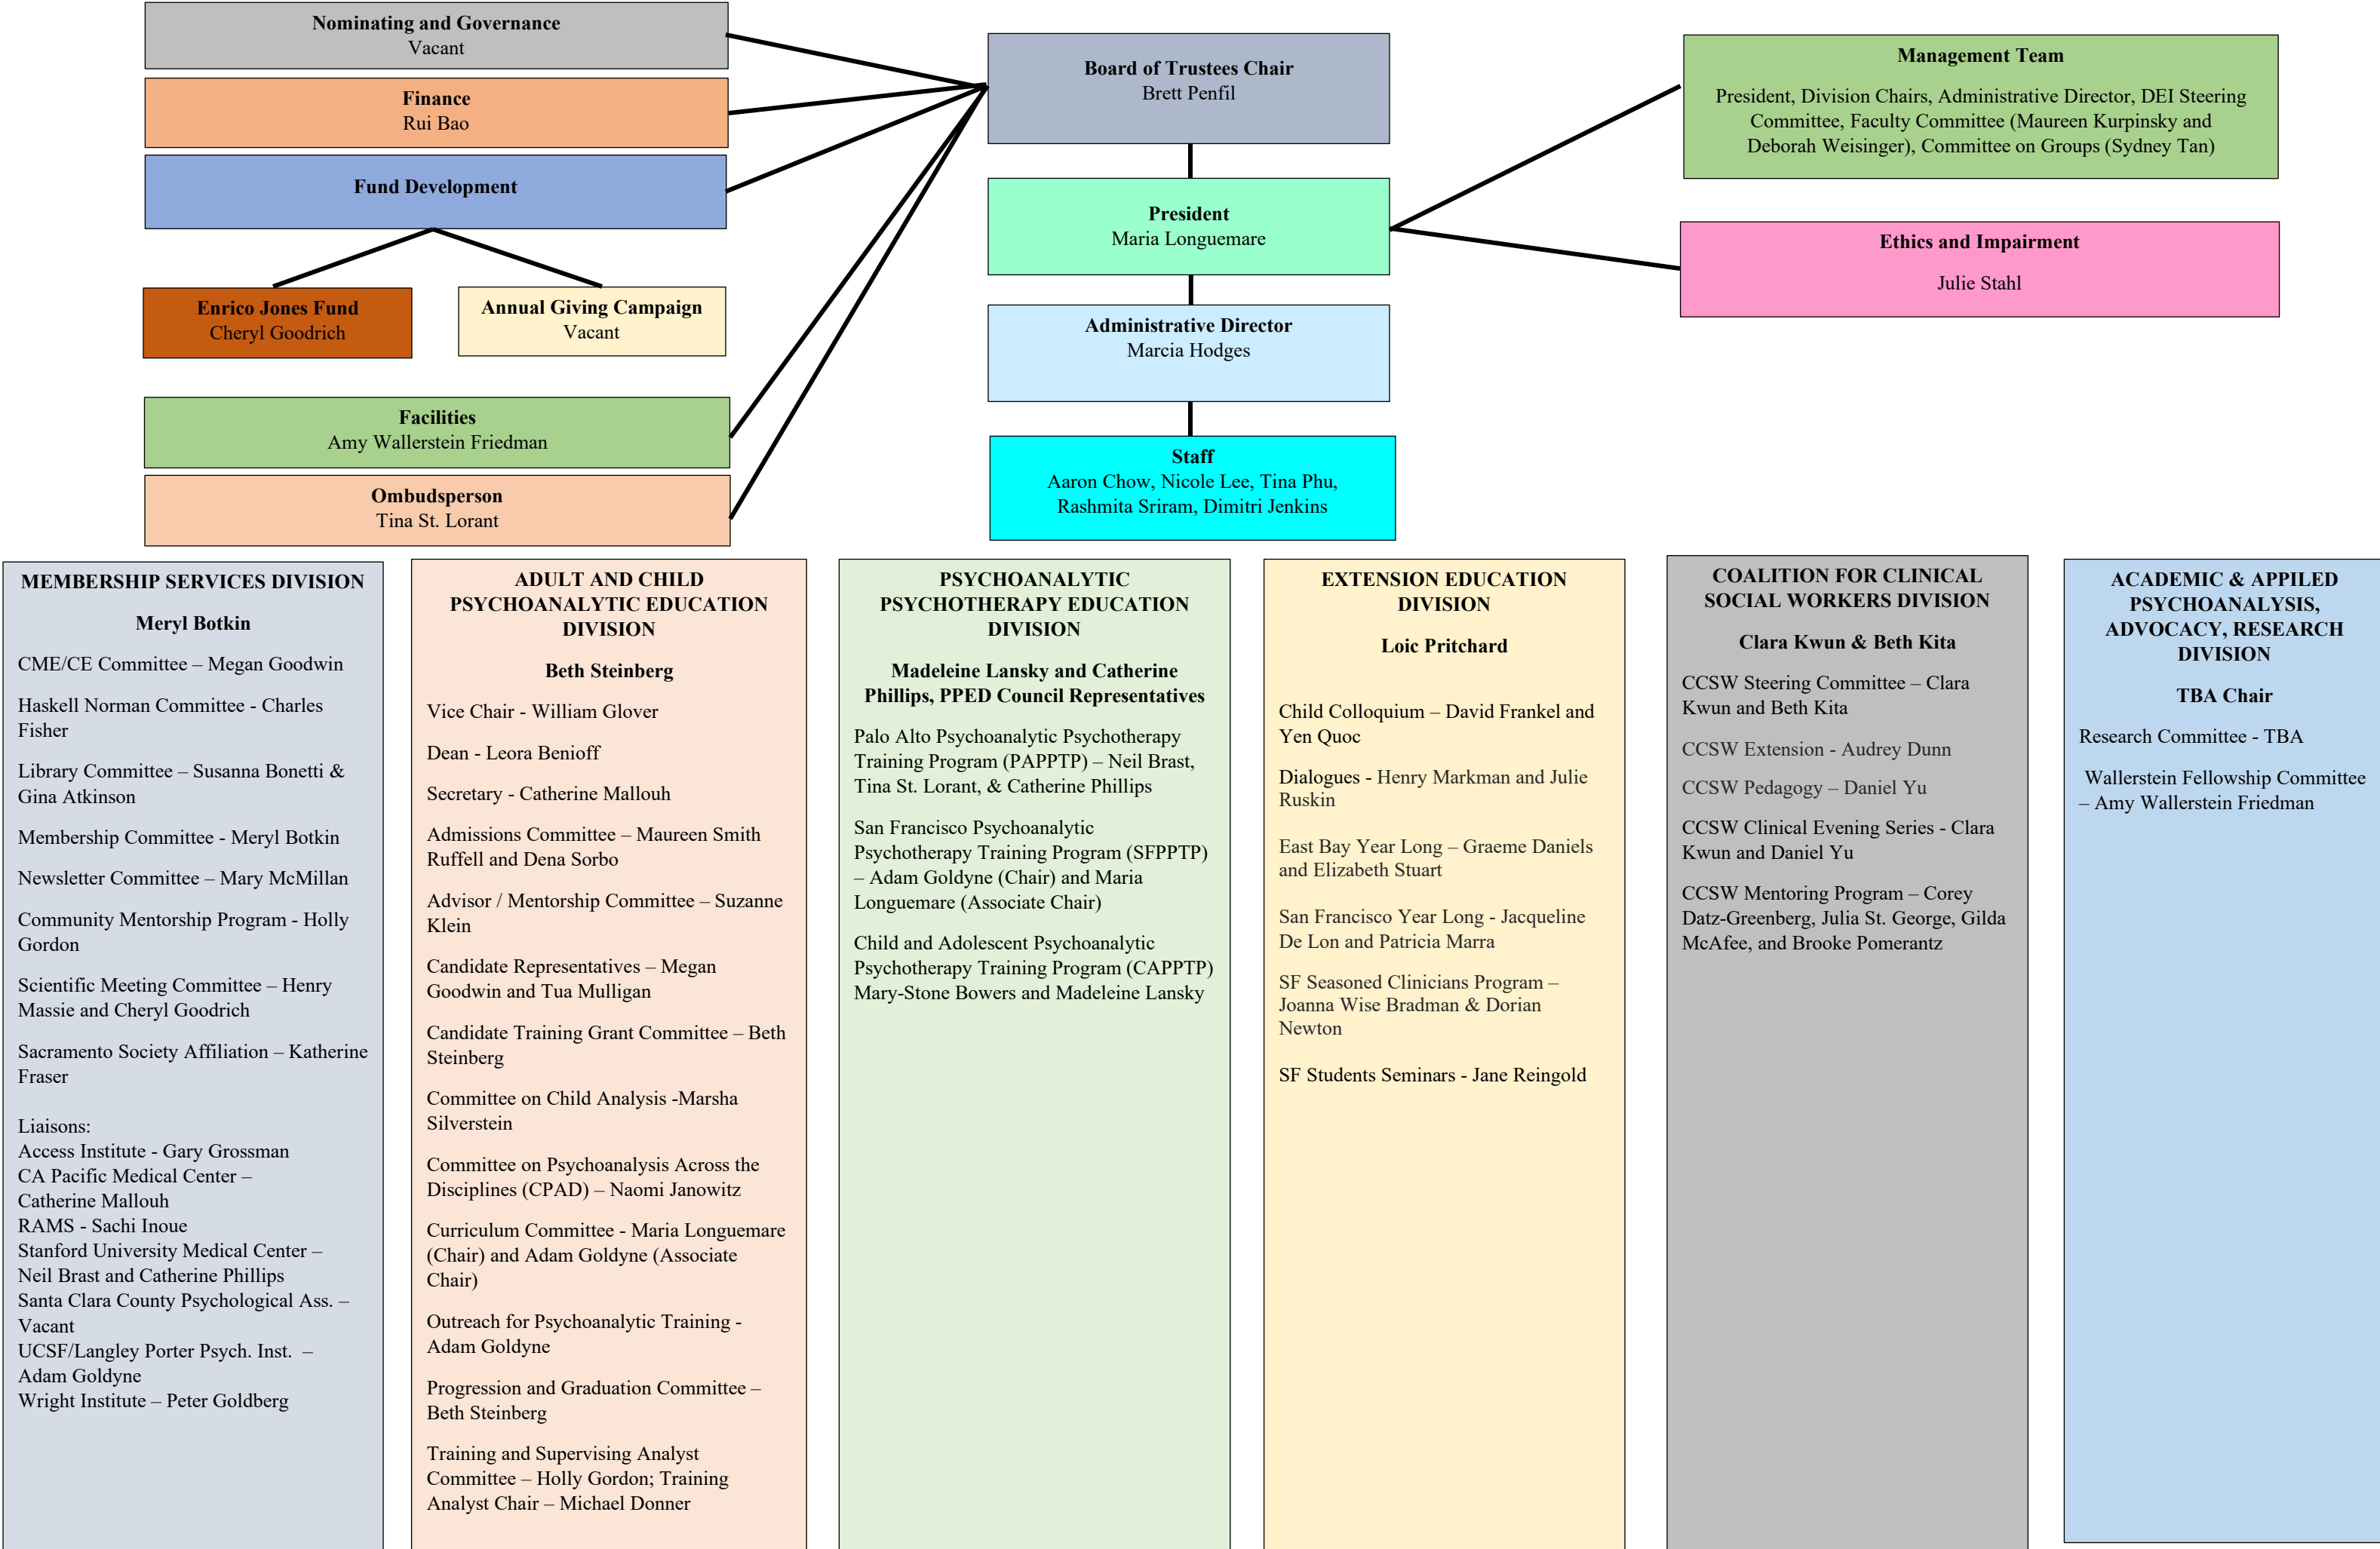 Nominating and Governance
Vacant
Finance
Rui Bao
Fund Development
Enrico Jones Fund
Cheryl Goodrich
Annual Giving Campaign
Vacant
Facilities
Amy Wallerstein Friedman
Ombudsperson
Tina St. Lorant
Board of Trustees Chair
Brett Penfil
President
Maria Longuemare
Administrative Director
Marcia Hodges
Staff
Aaron Chow, Nicole Lee, Tina Phu,
Rashmita Sriram, Dimitri Jenkins
Management Team
President, Division Chairs, Administrative Director, DEI Steering
Committee, Faculty Committee (Maureen Kurpinsky and
Deborah Weisinger), Committee on Groups (Sydney Tan)
Ethics and Impairment
Julie Stahl
MEMBERSHIP SERVICES DIVISION
Meryl Botkin
CME/CE Committee – Megan Goodwin
Haskell Norman Committee - Charles
Fisher
Library Committee – Susanna Bonetti &
Gina Atkinson
Membership Committee - Meryl Botkin
Newsletter Committee – Mary McMillan
Community Mentorship Program - Holly
Gordon
Scientific Meeting Committee – Henry
Massie and Cheryl Goodrich
Sacramento Society Affiliation – Katherine
Fraser
Liaisons:
Access Institute - Gary Grossman
CA Pacific Medical Center –
Catherine Mallouh
RAMS - Sachi Inoue
Stanford University Medical Center –
Neil Brast and Catherine Phillips
Santa Clara County Psychological Ass. –
Vacant
UCSF/Langley Porter Psych. Inst. –
Adam Goldyne
Wright Institute – Peter Goldberg
ADULT AND CHILD
PSYCHOANALYTIC EDUCATION
DIVISION
Beth Steinberg
Vice Chair - William Glover
Dean - Leora Benioff
Secretary - Catherine Mallouh
Admissions Committee – Maureen Smith
Ruffell and Dena Sorbo
Advisor / Mentorship Committee – Suzanne
Klein
Candidate Representatives – Megan
Goodwin and Tua Mulligan
Candidate Training Grant Committee – Beth
Steinberg
Committee on Child Analysis -Marsha
Silverstein
Committee on Psychoanalysis Across the
Disciplines (CPAD) – Naomi Janowitz
Curriculum Committee - Maria Longuemare
(Chair) and Adam Goldyne (Associate
Chair)
Outreach for Psychoanalytic Training -
Adam Goldyne
Progression and Graduation Committee –
Beth Steinberg
Training and Supervising Analyst
Committee – Holly Gordon; Training
Analyst Chair – Michael Donner
PSYCHOANALYTIC
PSYCHOTHERAPY EDUCATION
DIVISION
Madeleine Lansky and Catherine
Phillips, PPED Council Representatives
Palo Alto Psychoanalytic Psychotherapy
Training Program (PAPPTP) – Neil Brast,
Tina St. Lorant, & Catherine Phillips
San Francisco Psychoanalytic
Psychotherapy Training Program (SFPPTP)
– Adam Goldyne (Chair) and Maria
Longuemare (Associate Chair)
Child and Adolescent Psychoanalytic
Psychotherapy Training Program (CAPPTP)
Mary-Stone Bowers and Madeleine Lansky
EXTENSION EDUCATION
DIVISION
Loic Pritchard
Child Colloquium – David Frankel and
Yen Quoc
Dialogues - Henry Markman and Julie
Ruskin
East Bay Year Long – Graeme Daniels
and Elizabeth Stuart
San Francisco Year Long - Jacqueline
De Lon and Patricia Marra
SF Seasoned Clinicians Program –
Joanna Wise Bradman & Dorian
Newton
SF Students Seminars - Jane Reingold
COALITION FOR CLINICAL
SOCIAL WORKERS DIVISION
Clara Kwun & Beth Kita
CCSW Steering Committee – Clara
Kwun and Beth Kita
CCSW Extension - Audrey Dunn
CCSW Pedagogy – Daniel Yu
CCSW Clinical Evening Series - Clara
Kwun and Daniel Yu
CCSW Mentoring Program – Corey
Datz-Greenberg, Julia St. George, Gilda
McAfee, and Brooke Pomerantz
ACADEMIC & APPILED
PSYCHOANALYSIS,
ADVOCACY, RESEARCH
DIVISION
TBA Chair
Research Committee - TBA
Wallerstein Fellowship Committee
– Amy Wallerstein Friedman